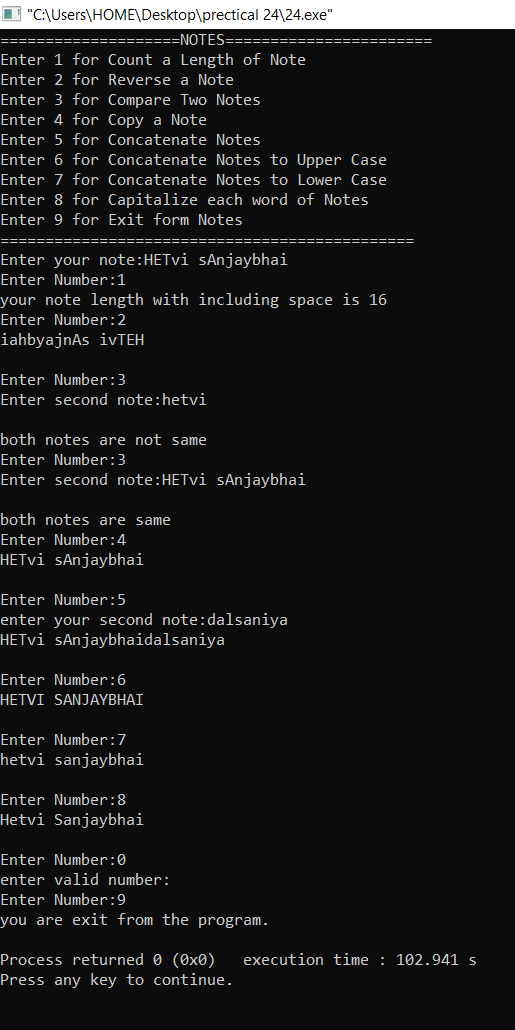 "C:\Users\HOME\Desktop\prectical 24\24.exe"
====================NOTES=======================
Enter 1 for Count a Length of Note
Enter 2 for Reverse a Note
Enter 3 for Compare Two Notes
Enter 4 for Copy a Note
Enter 5 for Concatenate Notes
Enter 6 for Concatenate Notes to Upper Case
Enter 7 for Concatenate Notes to Lower Case
Enter 8 for Capitalize each word of Notes
Enter 9 for Exit form Notes
==============================================
Enter your note:HETvi sAnjaybhai
Enter Number:1
your note length with including space is 16
Enter Number:2
iahbyajnAs ivTEH
Enter Number:3
Enter second note:hetvi
both notes are not same
Enter Number:3
Enter second note:HETvi sAnjaybhai
both notes are same
Enter Number:4
HETvi sAnjaybhai
Enter Number:5
enter your second note:dalsaniya
HETvi sAnjaybhaidalsaniya
Enter Number:6
HETVI SANJAYBHAI
Enter Number:7
hetvi sanjaybhai
Enter Number:8
Hetvi Sanjaybhai
Enter Number:0
enter valid number:
Enter Number:9
you are exit from the program.
Process returned 0 (0x0)   execution time : 102.941 s
Press any key to continue.